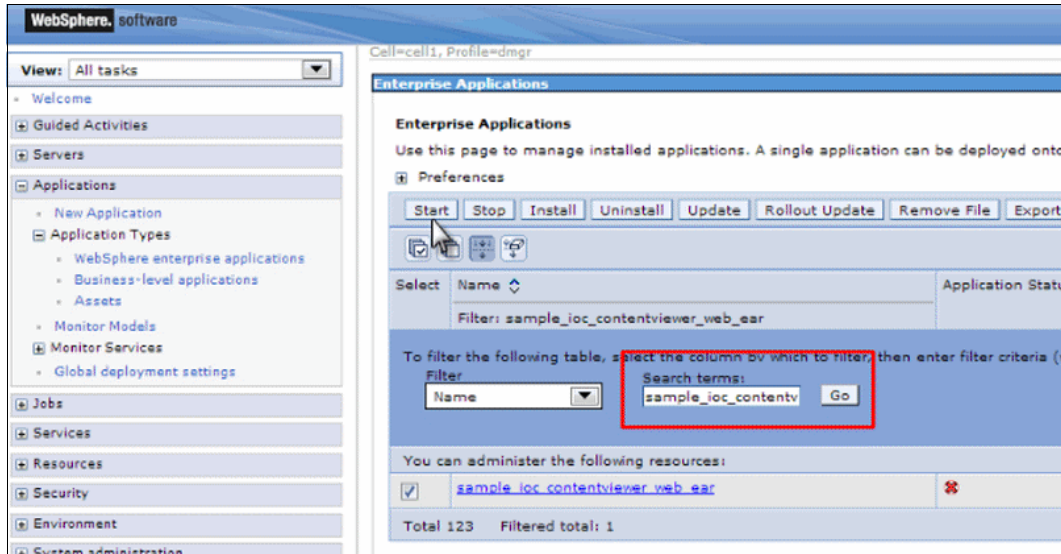 WebSphere. software
View: All tasks
Welcome
Guided Activities
Servers
Applications
New Application
Application Types
WebSphere enterprise applications
Business-level applications
Assets
Monitor Models
Monitor Services
Global deployment settings
Jobs
Services
Resources
Security
Environment
System administration
Cell=cell1, Profile=dmgr
Enterprise Applications
Enterprise Applications
Use this page to manage installed applications. A single application can be deployed onto
Preferences
Start Stop Install Uninstall Update Rollout Update Remove File Export
Select Name Application Statu
Filter: sample_ioc_contentviewer_web_ear
To filter the following table, select the column by which to filter, then enter filter criteria (
Filter Search terms:
Name sample_ioc_contentv Go
You can administer the following resources:
sample_ioc_contentviewer_web_ear
Total 123 Filtered total: 1